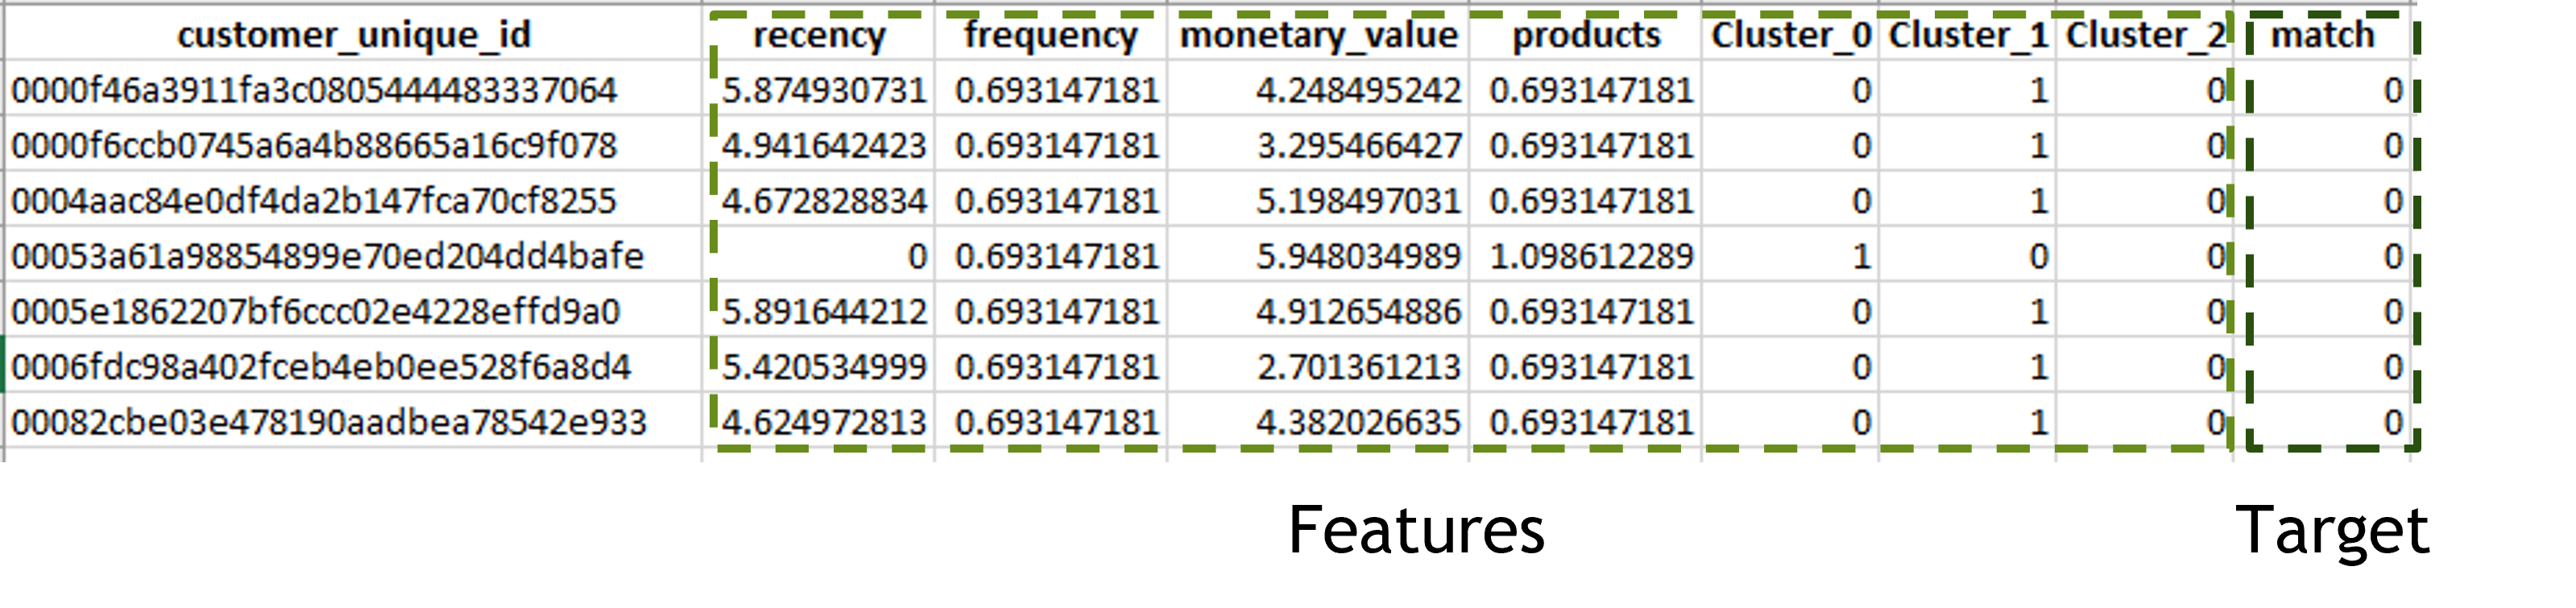 customer_unique_id recency frequency monetary_value products Cluster_0 Cluster_1 Cluster_2 match
0000f46a3911fa3c0805444483337064 5.874930731 0.693147181 4.248495242 0.693147181 0 1 0 0
0000f6ccb0745a6a4b88665a16c9f078 4.941642423 0.693147181 3.295466427 0.693147181 0 1 0 0
0004aac84e0df4da2b147fca70cf8255 4.672828834 0.693147181 5.198497031 0.693147181 0 1 0 0
00053a61a98854899e70ed204dd4bafe 0 0.693147181 5.948034989 1.098612289 1 0 0 0
0005e1862207bf6ccc02e4228effd9a0 5.891644212 0.693147181 4.912654886 0.693147181 0 1 0 0
0006fdc98a402fceb4eb0ee528f6a8d4 5.420534999 0.693147181 2.701361213 0.693147181 0 1 0 0
00082cbe03e478190aadbea78542e933 4.624972813 0.693147181 4.382026635 0.693147181 0 1 0 0
Features Target